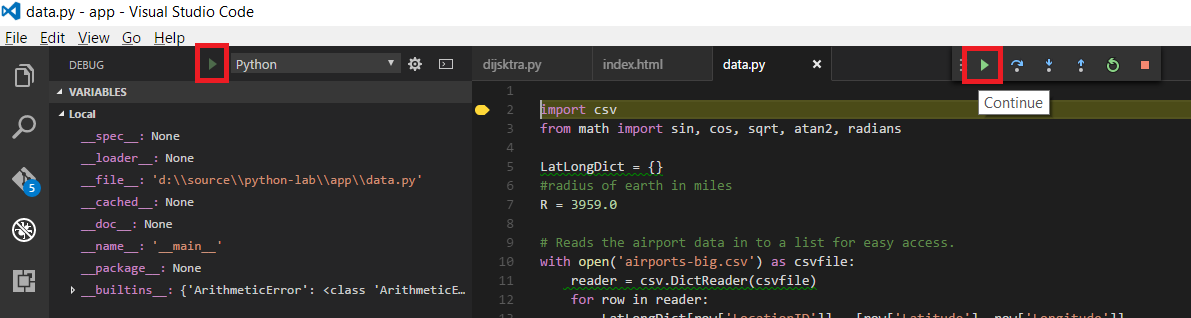 data.py - app - Visual Studio Code
File Edit View Go Help
DEBUG Python
dijsktra.py index.html data.py
Continue
VARIABLES
Local
__spec__: None
__loader__: None
__file__: 'd:\\source\\python-lab\\app\\data.py'
__cached__: None
__doc__: None
__name__: '__main__'
__package__: None
__builtins__: {'ArithmeticError': <class 'ArithmeticE…
5
1
2 import csv
3 from math import sin, cos, sqrt, atan2, radians
4
5 LatLongDict = {}
6 #radius of earth in miles
7 R = 3959.0
8
9 # Reads the airport data in to a list for easy access.
10 with open('airports-big.csv') as csvfile:
11 reader = csv.DictReader(csvfile)
12 for row in reader: